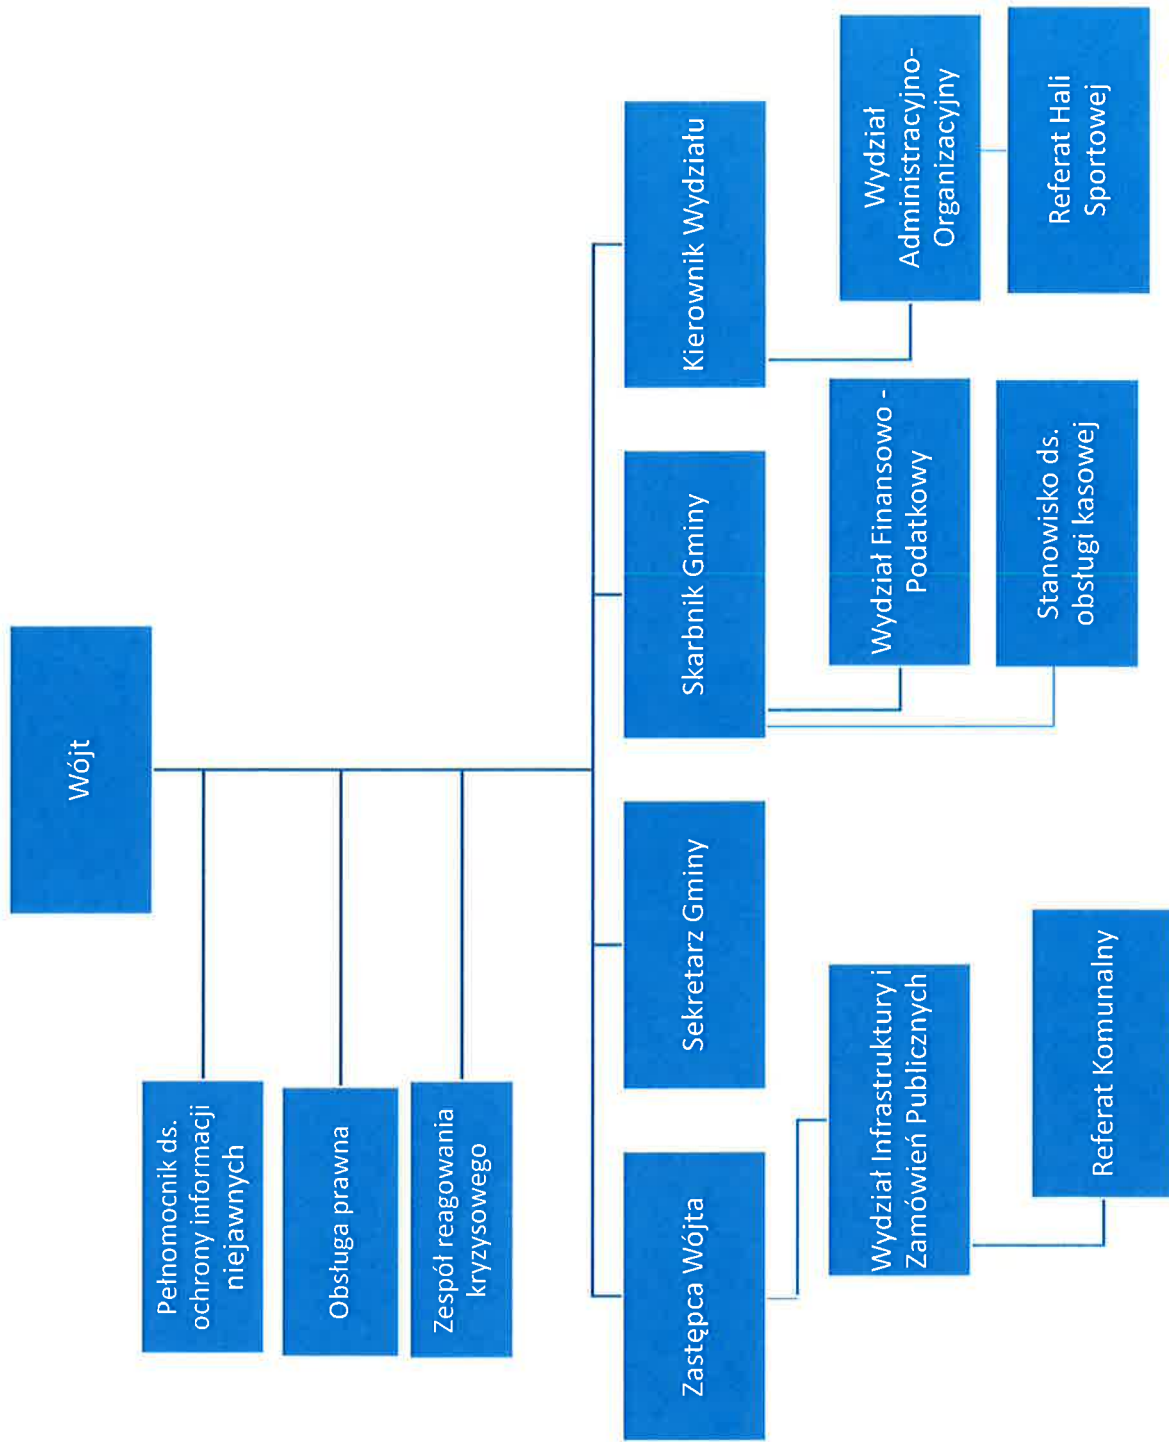 Wójt
Pełnomocnik ds.
ochrony informacji
niejawnych
Obsługa prawna
Zespół reagowania
kryzysowego
Zastępca Wójta
Sekretarz Gminy
Skarbnik Gminy
Kierownik Wydziału
Wydział Infrastruktury i
Zamówień Publicznych
Referat Komunalny
Wydział Finansowo -
Podatkowy
Stanowisko ds.
obsługi kasowej
Wydział
Administracyjno-
Organizacyjny
Referat Hali
Sportowej